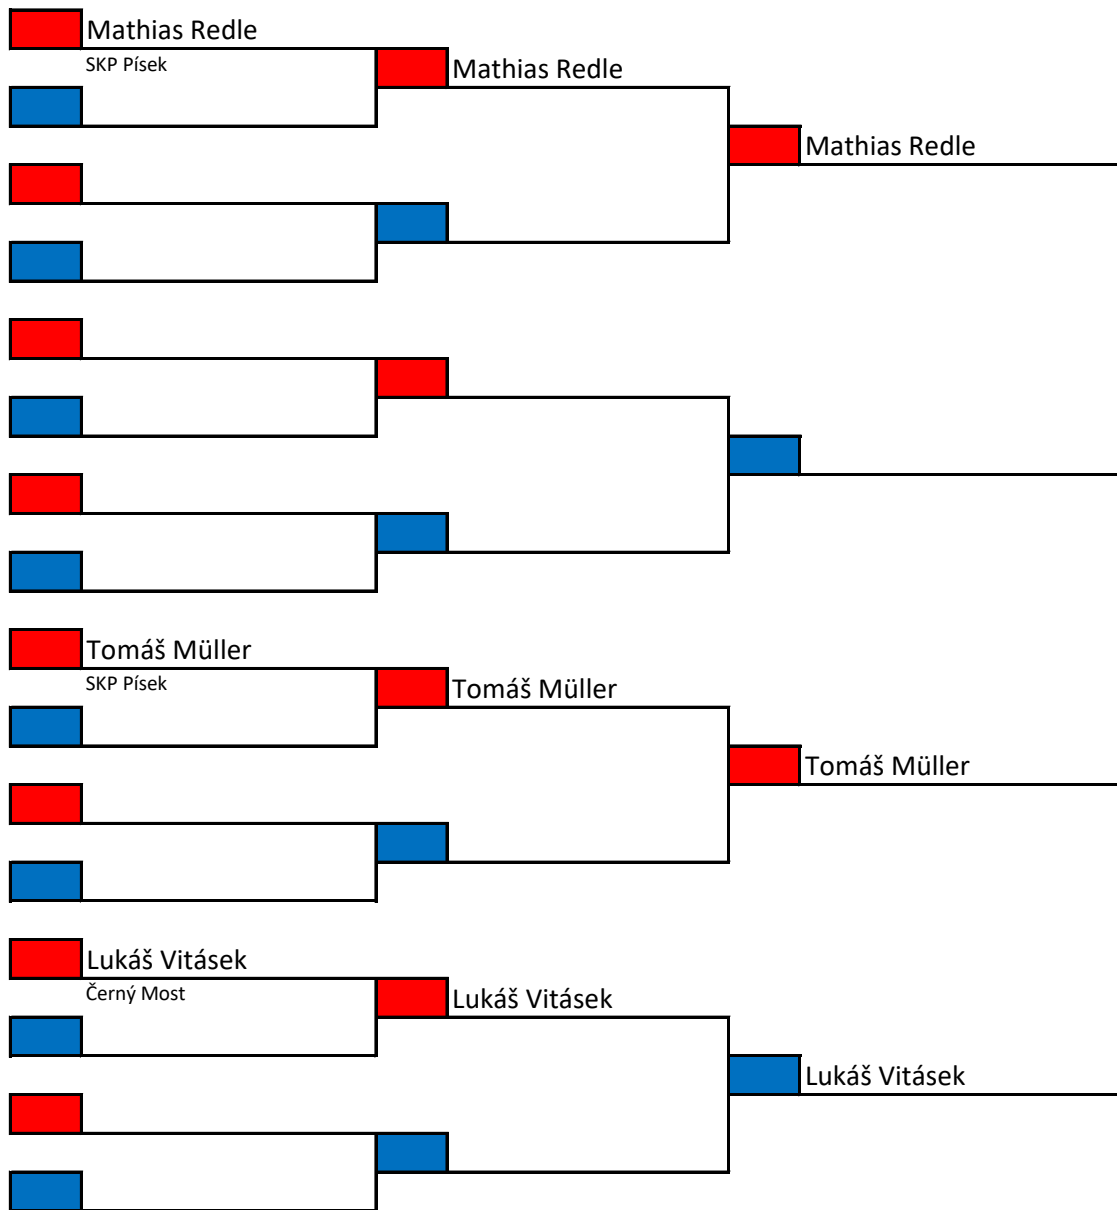 Mathias Redle
SKP Písek
Mathias Redle
Mathias Redle
Tomáš Müller
SKP Písek
Tomáš Müller
Tomáš Müller
Lukáš Vitásek
Černý Most
Lukáš Vitásek
Lukáš Vitásek